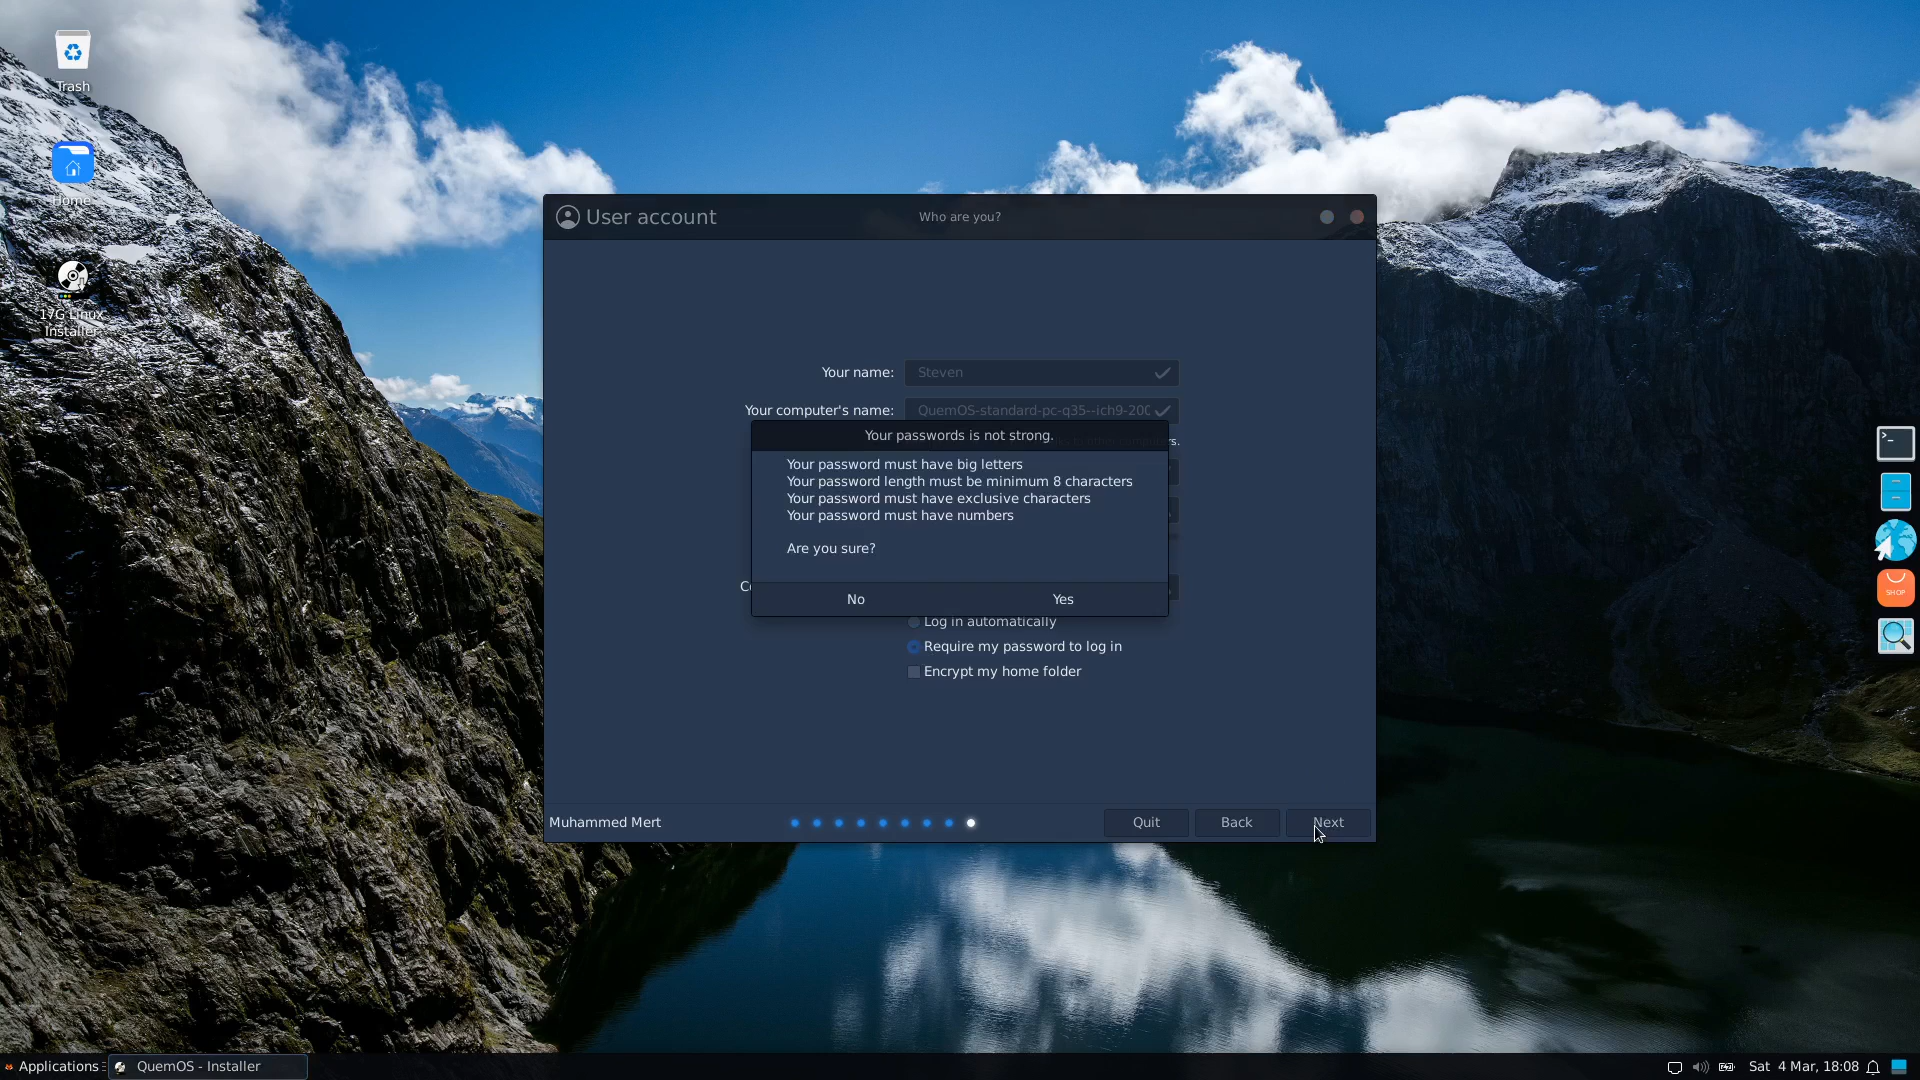 Trash
Home
17G Linux
Installer
User account
Who are you?
Your name:
Steven
Your computer's name:
QuemOS-standard-pc-q35--ich9-200
Your passwords is not strong.
Your password must have big letters
Your password length must be minimum 8 characters
Your password must have exclusive characters
Your password must have numbers
Are you sure?
No
Yes
Log in automatically
Require my password to log in
Encrypt my home folder
Muhammed Mert
Quit
Back
Next
SHOP
Applications
QuemOS - Installer
Sat 4 Mar, 18:08